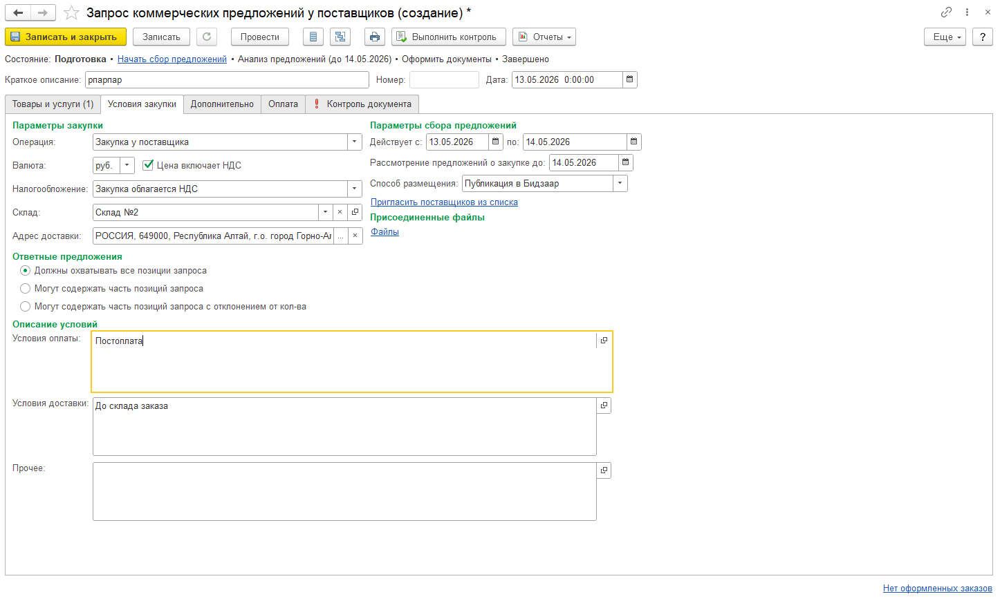 Запрос коммерческих предложений у поставщиков (создание) *
Записать и закрыть Записать Провести Выполнить контроль Отчеты Еще ?
Состояние: Подготовка • Начать сбор предложений • Анализ предложений (до 14.05.2026) • Оформить документы • Завершено
Краткое описание: рпарпар Номер: Дата: 13.05.2026 0:00:00
Товары и услуги (1) Условия закупки Дополнительно Оплата Контроль документа
Параметры закупки Параметры сбора предложений
Операция: Закупка у поставщика Действует с: 13.05.2026 по: 14.05.2026
Валюта: руб. Цена включает НДС Рассмотрение предложений о закупке до: 14.05.2026
Налогообложение: Закупка облагается НДС Способ размещения: Публикация в Бидзаар
Пригласить поставщиков из списка
Склад: Склад №2 Присоединенные файлы
Адрес доставки: РОССИЯ, 649000, Республика Алтай, г.о. город Горно-Ал ... Файлы
Ответные предложения
Должны охватывать все позиции запроса
Могут содержать часть позиций запроса
Могут содержать часть позиций запроса с отклонением от кол-ва
Описание условий
Условия оплаты: Постоплата
Условия доставки: До склада заказа
Прочее:
Нет оформленных заказов